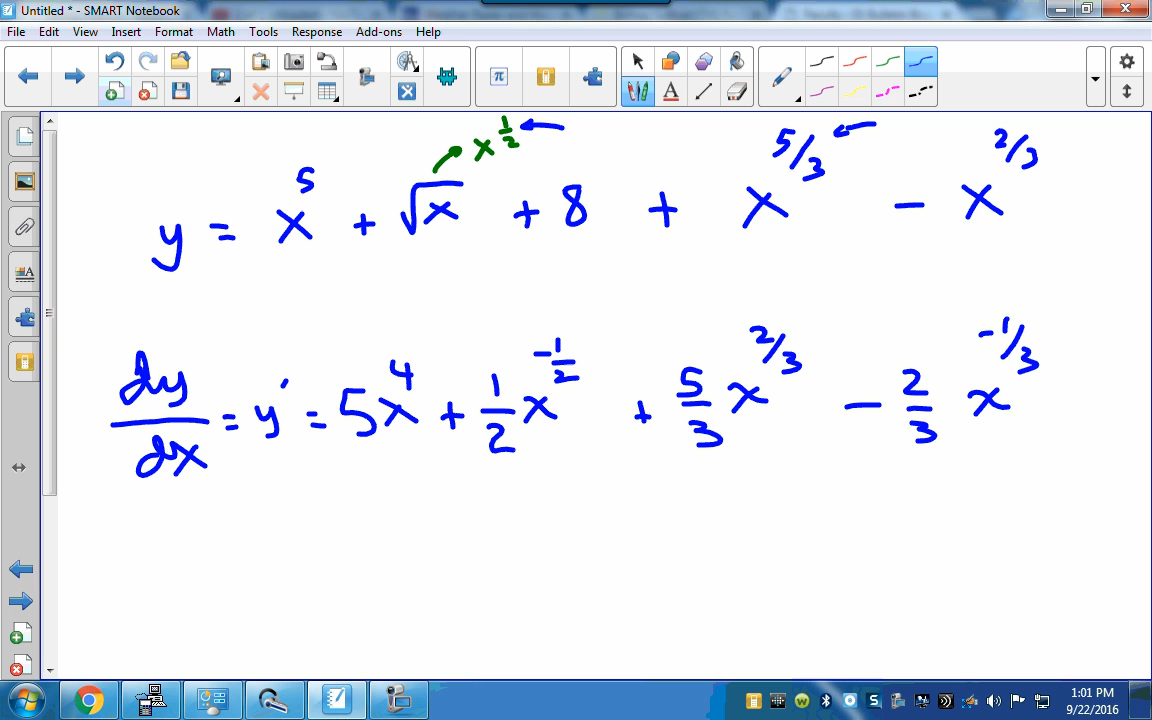 Untitled * - SMART Notebook
File Edit View Insert Format Math Tools Response Add-ons Help
x^{1/2}
y = x^5 + √x + 8 + x^{5/3} - x^{2/3}
dy/dx = y' = 5x^4 + 1/2 x^{-1/2} + 5/3 x^{2/3} - 2/3 x^{-1/3}
1:01 PM
9/22/2016